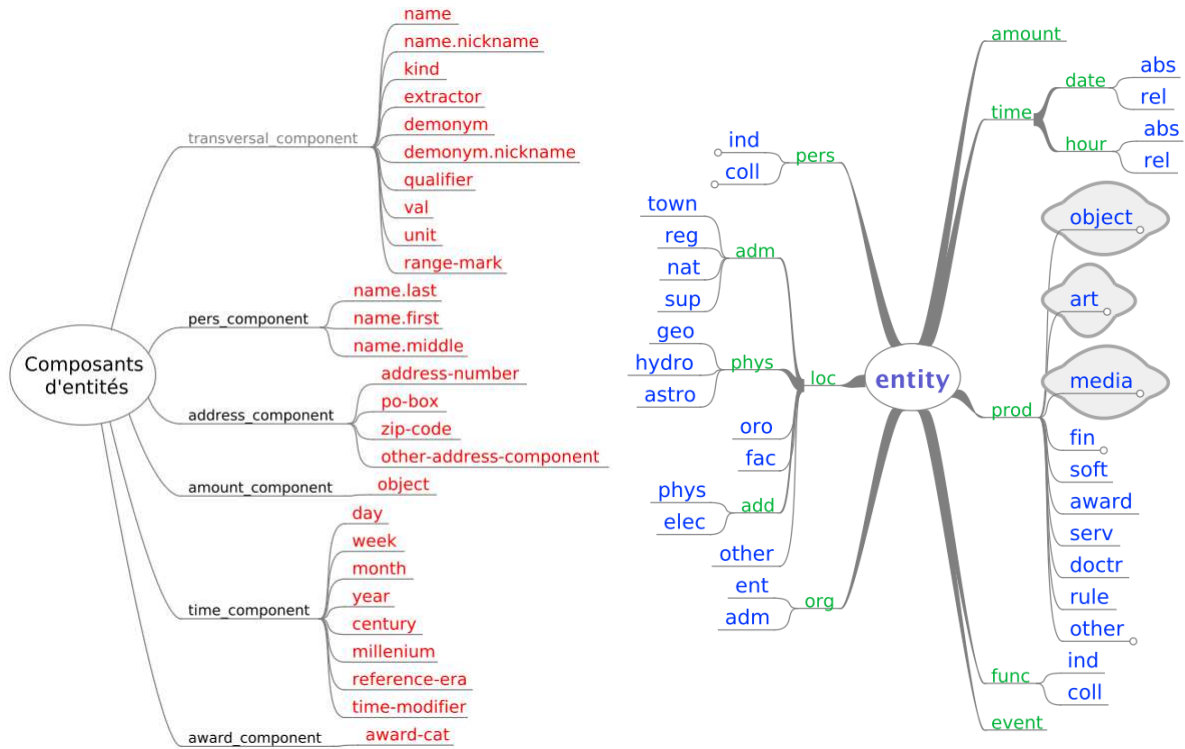 Composants
d'entités
transversal_component
name
name.nickname
kind
extractor
demonym
demonym.nickname
qualifier
val
unit
range-mark
pers_component
name.last
name.first
name.middle
address_component
address-number
po-box
zip-code
other-address-component
amount_component
object
time_component
day
week
month
year
century
millenium
reference-era
time-modifier
award_component
award-cat
entity
pers
ind
coll
loc
adm
town
reg
nat
sup
phys
geo
hydro
astro
oro
fac
add
phys
elec
other
org
ent
adm
amount
time
date
abs
rel
hour
abs
rel
prod
object
art
media
fin
soft
award
serv
doctr
rule
other
func
ind
coll
event